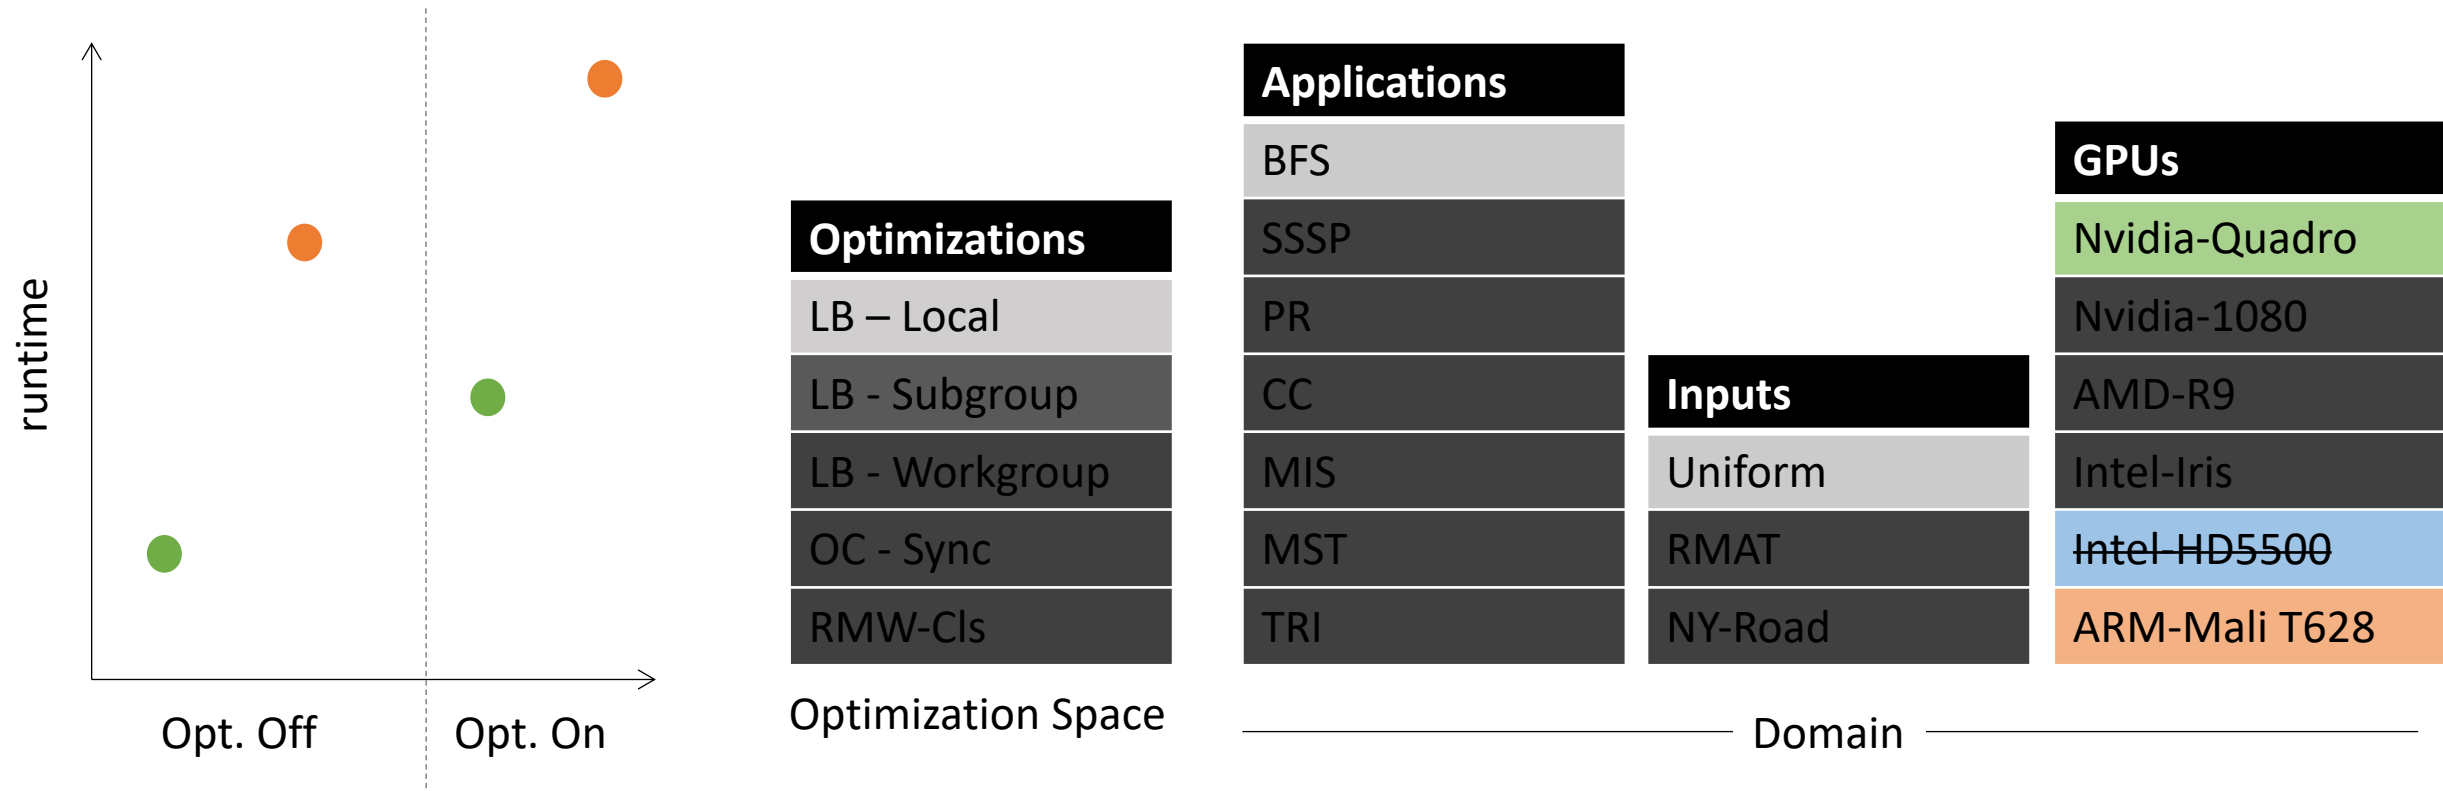 runtime
Opt. Off
Opt. On
Optimizations
LB – Local
LB - Subgroup
LB - Workgroup
OC - Sync
RMW-Cls
Optimization Space
Applications
BFS
SSSP
PR
CC
MIS
MST
TRI
Inputs
Uniform
RMAT
NY-Road
GPUs
Nvidia-Quadro
Nvidia-1080
AMD-R9
Intel-Iris
Intel-HD5500
ARM-Mali T628
Domain